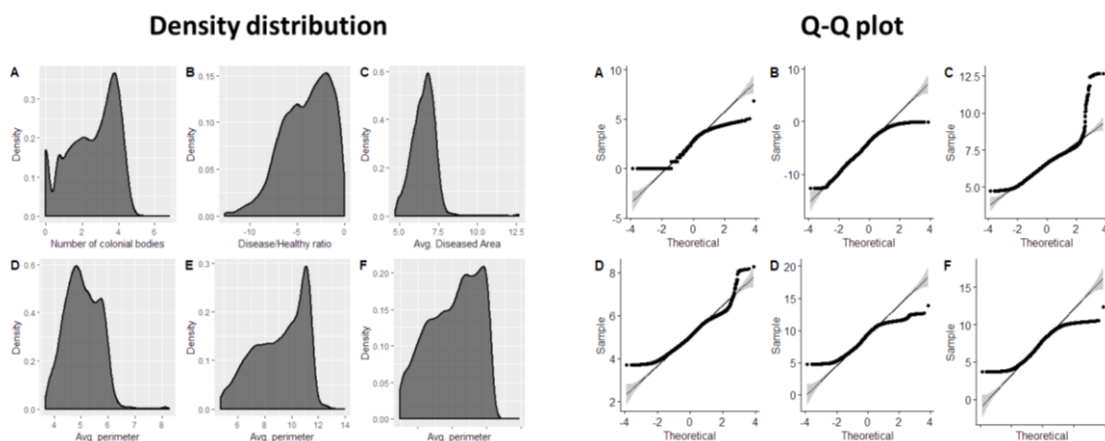 Density distribution
Q-Q plot
A
Density
0.3
0.2
0.1
0.0
0 2 4 6
Number of colonial bodies
B
Density
0.15
0.10
0.05
0.00
-10 -5 0
Disease/Healthy ratio
C
Density
0.6
0.4
0.2
0.0
5.0 7.5 10.0 12.5
Avg. Diseased Area
D
Density
0.6
0.4
0.2
0.0
4 5 6 7 8
Avg. perimeter
E
Density
0.3
0.2
0.1
0.0
6 8 10 12 14
Avg. perimeter
F
Density
0.20
0.15
0.10
0.05
0.00
Avg. perimeter
A
Sample
10
5
0
-5
-4 -2 0 2 4
Theoretical
B
Sample
10
0
-10
-4 -2 0 2 4
Theoretical
C
Sample
12.5
10.0
7.5
5.0
-4 -2 0 2 4
Theoretical
D
Sample
8
6
4
2
-4 -2 0 2 4
Theoretical
D
Sample
20
15
10
5
0
-4 -2 0 2 4
Theoretical
F
Sample
15
10
5
0
-4 -2 0 2 4
Theoretical